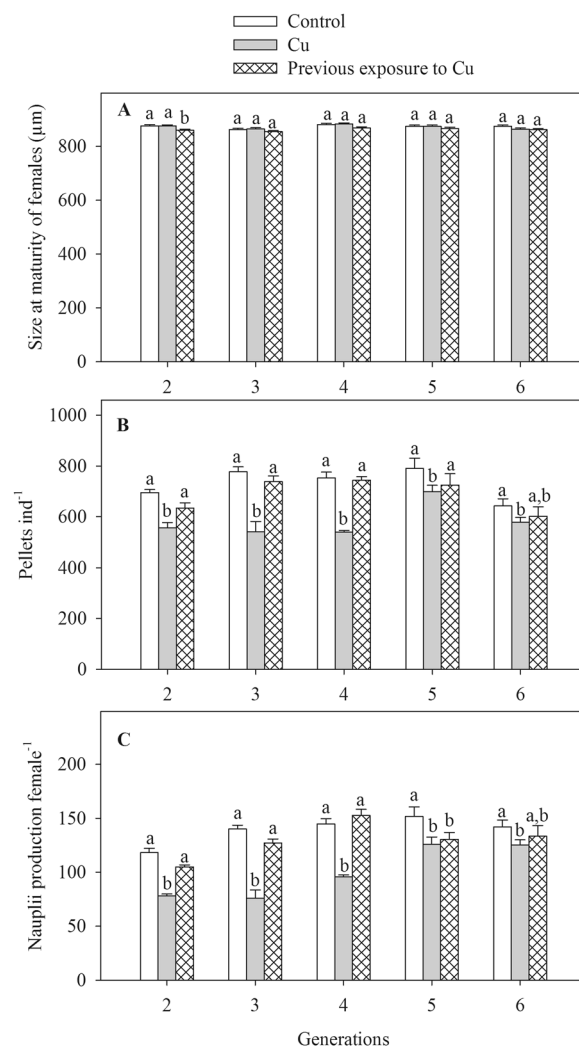 Control
Cu
Previous exposure to Cu
A
Size at maturity of females (µm)
800
600
400
200
0
a a b
a a a
a a a
a a a
a a a
2 3 4 5 6
B
Pellets ind⁻¹
1000
800
600
400
200
0
a b a
a b a
a b a
a b a
a b a,b
2 3 4 5 6
C
Nauplii production female⁻¹
200
150
100
50
0
a b a
a b a
a b a
a b b
a b a,b
2 3 4 5 6
Generations